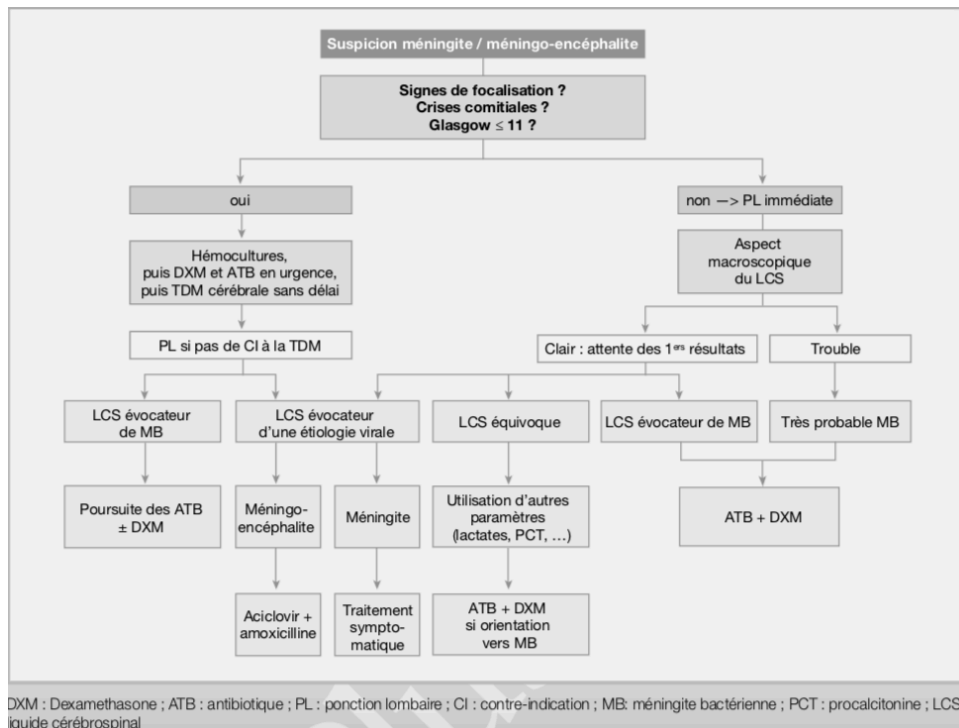 Suspicion méningite / méningo-encéphalite
Signes de focalisation ?
Crises comitiales ?
Glasgow ≤ 11 ?
oui
non —> PL immédiate
Hémocultures,
puis DXM et ATB en urgence,
puis TDM cérébrale sans délai
Aspect
macroscopique
du LCS
PL si pas de CI à la TDM
Clair : attente des 1ers résultats
Trouble
LCS évocateur
de MB
LCS évocateur
d'une étiologie virale
LCS équivoque
LCS évocateur de MB
Très probable MB
Poursuite des ATB
± DXM
Méningo-
encéphalite
Méningite
Utilisation d'autres
paramètres
(lactates, PCT, …)
ATB + DXM
Aciclovir +
amoxicilline
Traitement
sympto-
matique
ATB + DXM
si orientation
vers MB
DXM : Dexamethasone ; ATB : antibiotique ; PL : ponction lombaire ; CI : contre-indication ; MB: méningite bactérienne ; PCT : procalcitonine ; LCS
liquide cérébrospinal